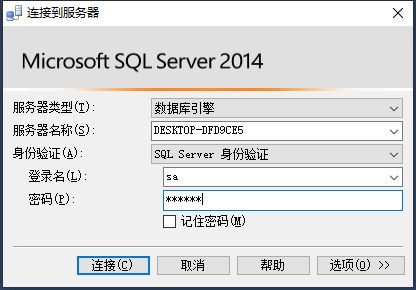 连接到服务器
Microsoft SQL Server 2014
服务器类型(T): 数据库引擎
服务器名称(S): DESKTOP-DFD9CE5
身份验证(A): SQL Server 身份验证
登录名(L): sa
密码(P): ******
记住密码(M)
连接(C) 取消 帮助 选项(O) >>